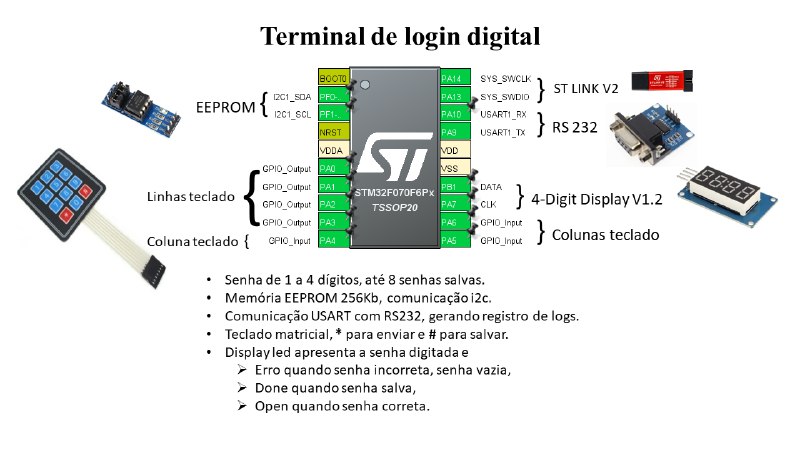 Terminal de login digital
EEPROM
I2C1_SDA
I2C1_SCL
BOOT0
PF0-..
PF1-..
NRST
VDDA
Linhas teclado
GPIO_Output
PA0
GPIO_Output
PA1
GPIO_Output
PA2
GPIO_Output
PA3
Coluna teclado
GPIO_Input
PA4
ST
STM32F070F6Px
TSSOP20
PA14
SYS_SWCLK
PA13
SYS_SWDIO
ST LINK V2
PA10
USART1_RX
PA9
USART1_TX
RS 232
VDD
VSS
PB1
DATA
PA7
CLK
4-Digit Display V1.2
PA6
GPIO_Input
PA5
GPIO_Input
Colunas teclado
• Senha de 1 a 4 dígitos, até 8 senhas salvas.
• Memória EEPROM 256Kb, comunicação i2c.
• Comunicação USART com RS232, gerando registro de logs.
• Teclado matricial, * para enviar e # para salvar.
• Display led apresenta a senha digitada e
➢ Erro quando senha incorreta, senha vazia,
➢ Done quando senha salva,
➢ Open quando senha correta.